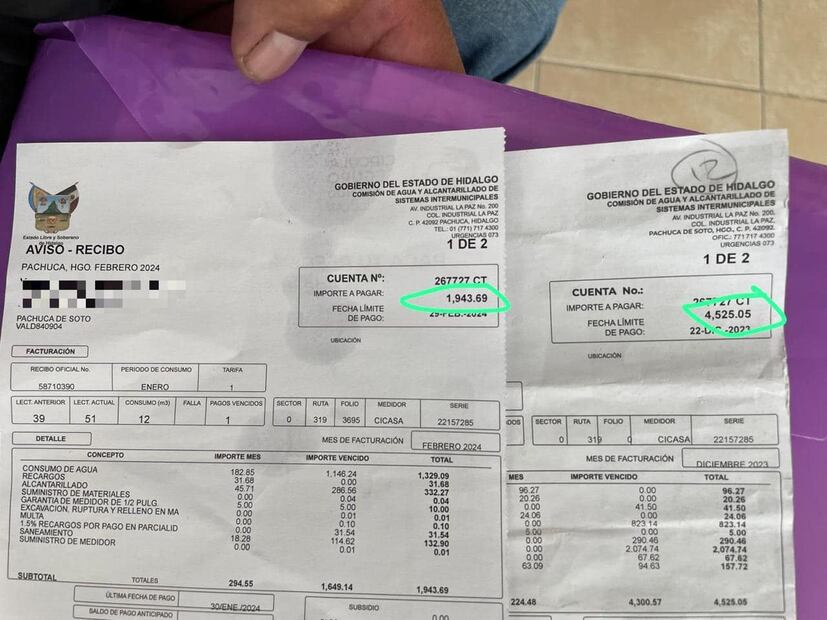 GOBIERNO DEL ESTADO DE HIDALGO
COMISIÓN DE AGUA Y ALCANTARILLADO DE
SISTEMAS INTERMUNICIPALES
AV. INDUSTRIAL LA PAZ No. 200
COL. INDUSTRIAL LA PAZ
C. P. 42092 PACHUCA, HIDALGO
TEL.: 01 (771) 717 4300
URGENCIAS 073
1 DE 2
Estado Libre y Soberano
de Hidalgo
AVISO - RECIBO
PACHUCA, HGO. FEBRERO 2024
PACHUCA DE SOTO
VALD840904
CUENTA Nº: 267727 CT
IMPORTE A PAGAR: 1,943.69
FECHA LÍMITE
DE PAGO: 29-FEB.-2024
UBICACIÓN
FACTURACIÓN
RECIBO OFICIAL No. PERIODO DE CONSUMO TARIFA
58710390 ENERO 1
LECT. ANTERIOR LECT. ACTUAL CONSUMO (m3) FALLA PAGOS VENCIDOS SECTOR RUTA FOLIO MEDIDOR SERIE
39 51 12 1 0 319 3695 CICASA 22157285
DETALLE MES DE FACTURACIÓN FEBRERO 2024
CONCEPTO IMPORTE MES IMPORTE VENCIDO TOTAL
CONSUMO DE AGUA 182.85 1,146.24 1,329.09
RECARGOS 31.68 0.00 31.68
ALCANTARILLADO 45.71 286.56 332.27
SUMINISTRO DE MATERIALES 0.00 0.04 0.04
GARANTIA DE MEDIDOR DE 1/2 PULG. 5.00 5.00 10.00
EXCAVACION, RUPTURA Y RELLENO EN MA 0.00 0.01 0.01
MULTA 0.00 0.10 0.10
1.5% RECARGOS POR PAGO EN PARCIALID 0.00 31.54 31.54
SANEAMIENTO 18.28 114.62 132.90
SUMINISTRO DE MEDIDOR 0.00 0.01 0.01
SUBTOTAL TOTALES 294.55 1,649.14 1,943.69
ÚLTIMA FECHA DE PAGO 30/ENE./2024
SALDO DE PAGO ANTICIPADO
SUBSIDIO
0.00
12
GOBIERNO DEL ESTADO DE HIDALGO
COMISIÓN DE AGUA Y ALCANTARILLADO DE
SISTEMAS INTERMUNICIPALES
AV. INDUSTRIAL LA PAZ No. 200
COL. INDUSTRIAL LA PAZ.
PACHUCA DE SOTO, HGO., C. P. 42092
OFIC.: 771 717 4300
URGENCIAS 073
1 DE 2
CUENTA No.: 267727 CT
IMPORTE A PAGAR: 4,525.05
FECHA LÍMITE
DE PAGO: 22-DIC.-2023
UBICACIÓN
SECTOR RUTA FOLIO MEDIDOR SERIE
0 319 0 CICASA 22157285
MES DE FACTURACIÓN DICIEMBRE 2023
MES IMPORTE VENCIDO TOTAL
96.27 0.00 96.27
20.26 0.00 20.26
0.00 41.50 41.50
24.06 0.00 24.06
0.00 823.14 823.14
5.00 0.00 5.00
0.00 290.46 290.46
0.00 2,074.74 2,074.74
0.00 67.62 67.62
63.09 94.63 157.72
224.48 4,300.57 4,525.05